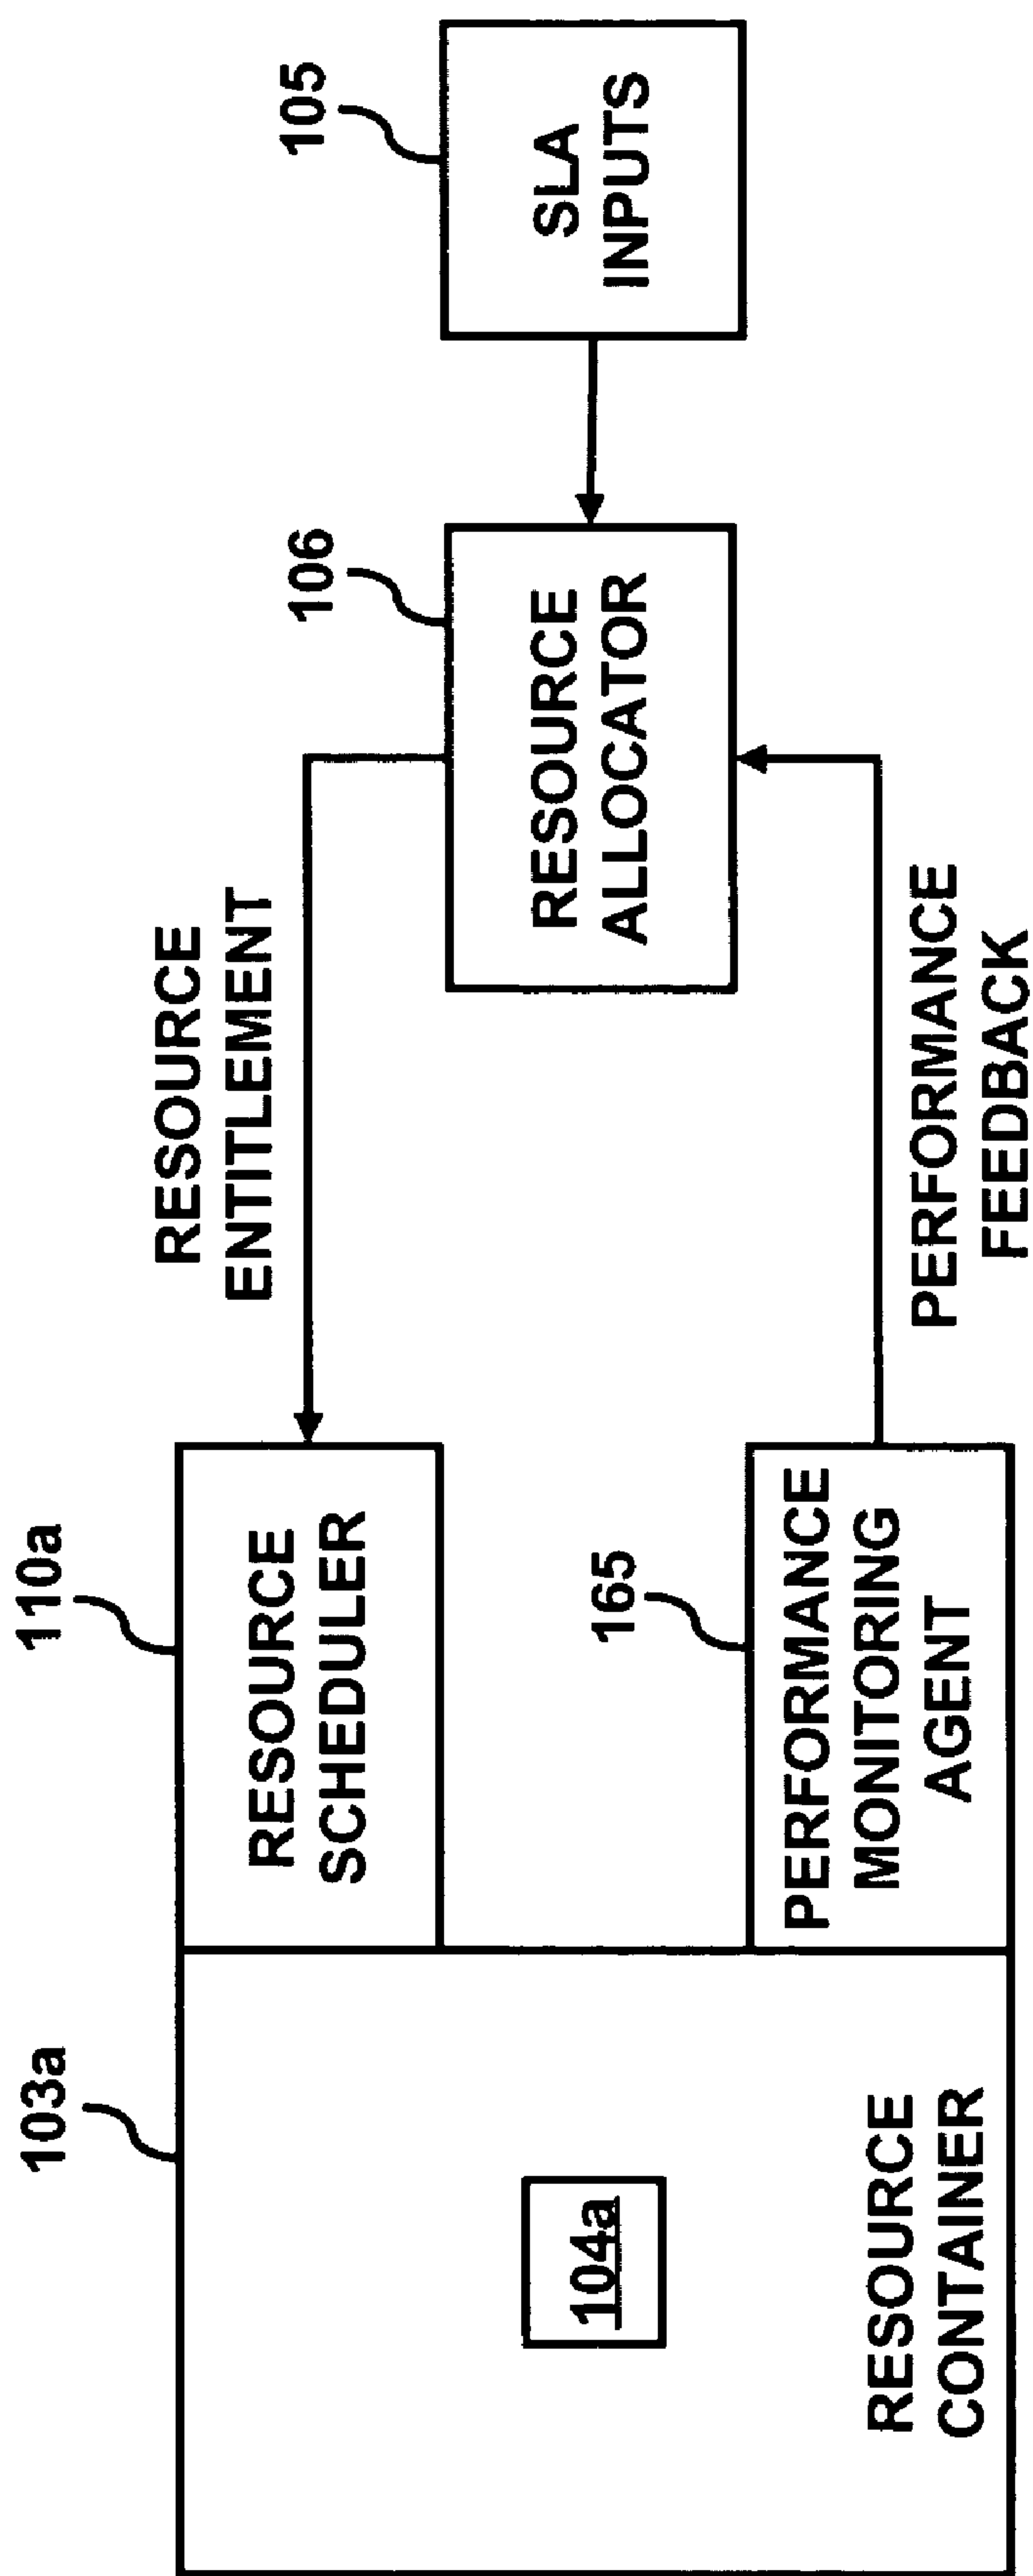 103a
104a
RESOURCE
CONTAINER
110a
RESOURCE
SCHEDULER
165
PERFORMANCE
MONITORING
AGENT
RESOURCE
ENTITLEMENT
PERFORMANCE
FEEDBACK
106
RESOURCE
ALLOCATOR
105
SLA
INPUTS